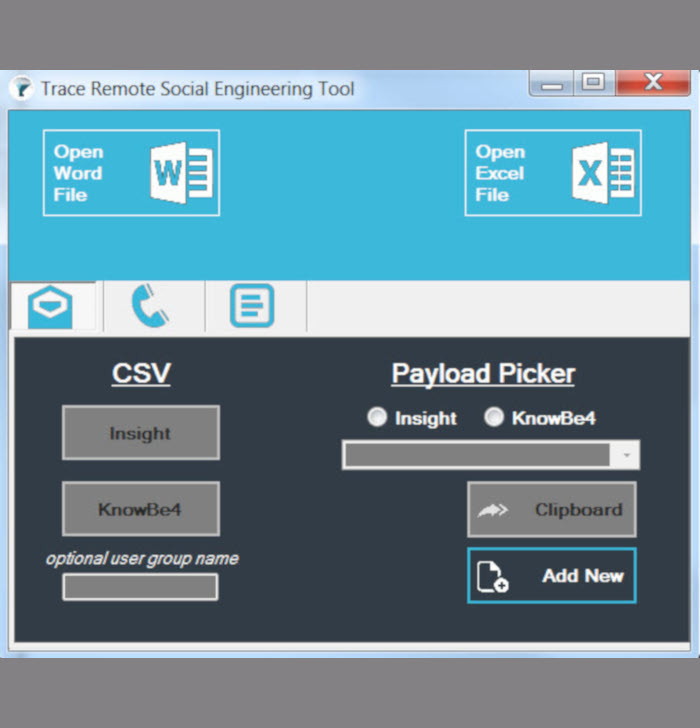 Trace Remote Social Engineering Tool
Open
Word
File
W
Open
Excel
File
X
CSV
Payload Picker
Insight
KnowBe4
Insight
KnowBe4
Clipboard
optional user group name
Add New